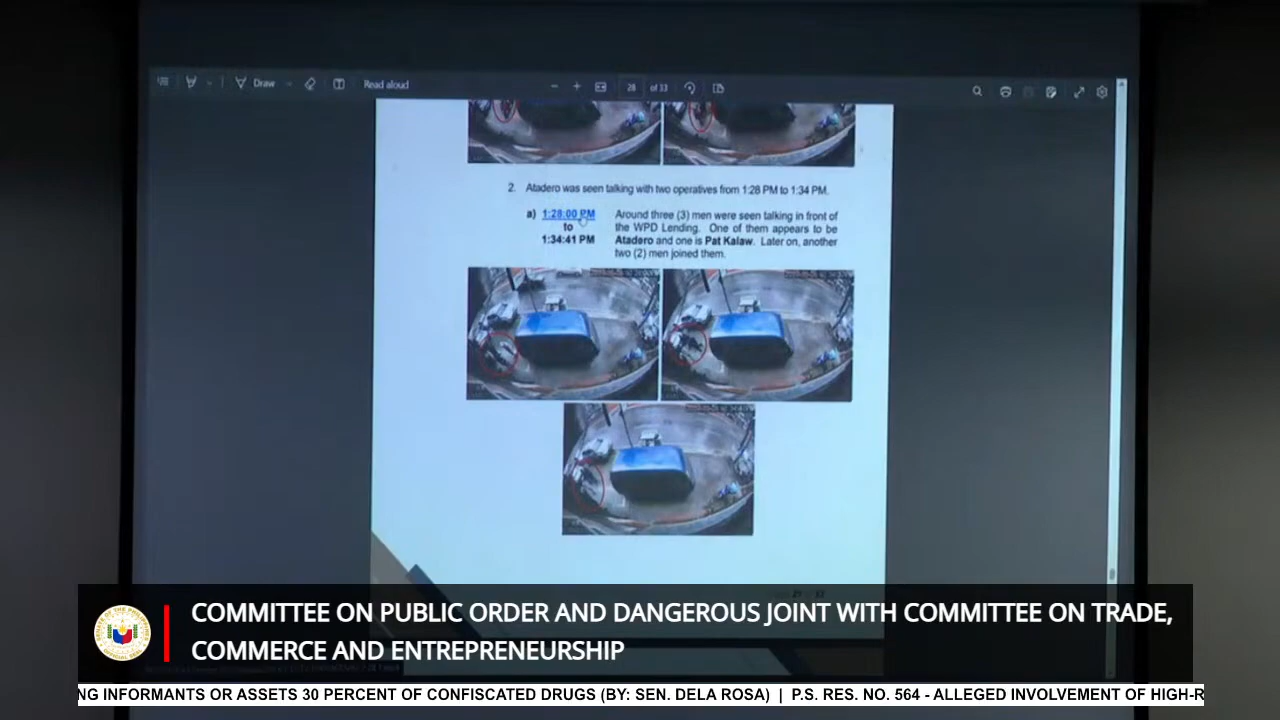 Draw
Read aloud
28
of 33
2. Atadero was seen talking with two operatives from 1:28 PM to 1:34 PM.
a) 1:28:00 PM
to
1:34:41 PM
Around three (3) men were seen talking in front of
the WPD Lending. One of them appears to be
Atadero and one is Pat Kalaw. Later on, another
two (2) men joined them.
COMMITTEE ON PUBLIC ORDER AND DANGEROUS JOINT WITH COMMITTEE ON TRADE,
COMMERCE AND ENTREPRENEURSHIP
NG INFORMANTS OR ASSETS 30 PERCENT OF CONFISCATED DRUGS (BY: SEN. DELA ROSA) | P.S. RES. NO. 564 - ALLEGED INVOLVEMENT OF HIGH-R